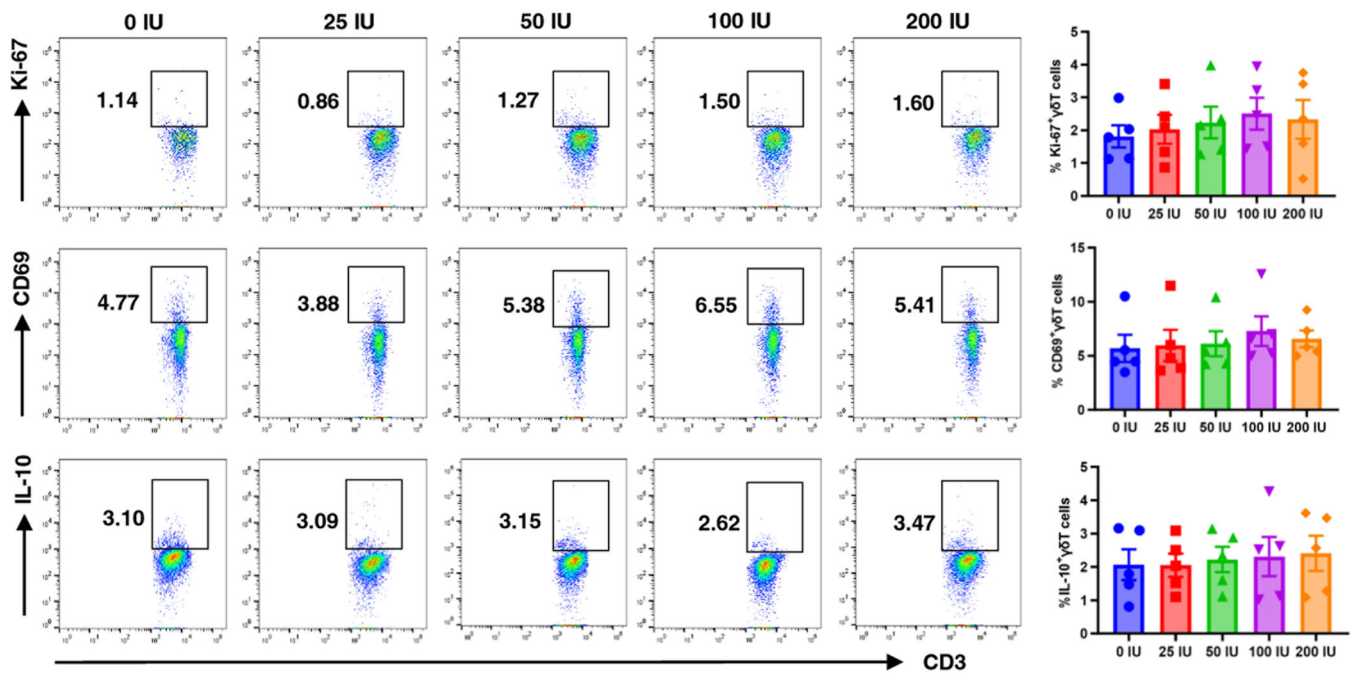 0 IU 25 IU 50 IU 100 IU 200 IU
Ki-67
1.14 0.86 1.27 1.50 1.60
% Ki-67⁺γδT cells
5
4
3
2
1
0
0 IU 25 IU 50 IU 100 IU 200 IU
CD69
4.77 3.88 5.38 6.55 5.41
% CD69⁺γδT cells
15
10
5
0
0 IU 25 IU 50 IU 100 IU 200 IU
IL-10
3.10 3.09 3.15 2.62 3.47
%IL-10⁺γδT cells
5
4
3
2
1
0
0 IU 25 IU 50 IU 100 IU 200 IU
CD3